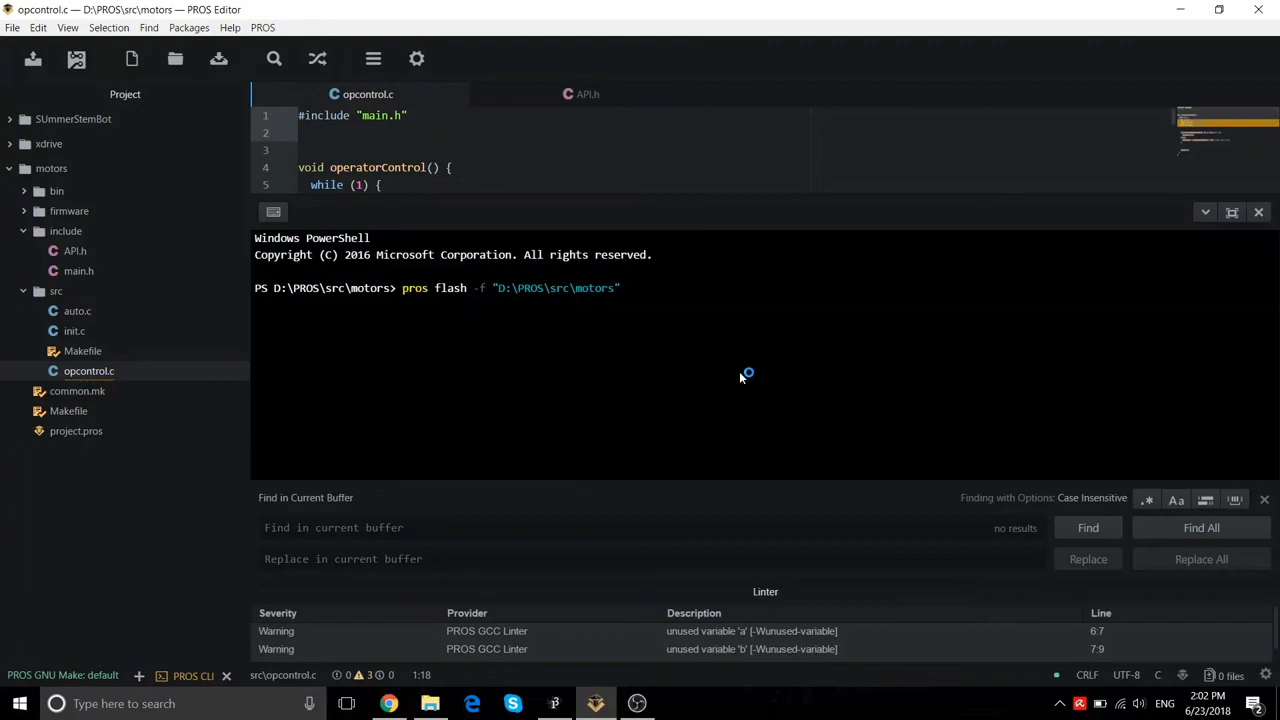 opcontrol.c — D:\PROS\src\motors — PROS Editor
File Edit View Selection Find Packages Help PROS
Project
opcontrol.c
API.h
SUmmerStemBot
xdrive
motors
bin
firmware
include
API.h
main.h
src
auto.c
init.c
Makefile
opcontrol.c
common.mk
Makefile
project.pros
1 #include "main.h"
2
3
4 void operatorControl() {
5 while (1) {
Windows PowerShell
Copyright (C) 2016 Microsoft Corporation. All rights reserved.
PS D:\PROS\src\motors> pros flash -f "D:\PROS\src\motors"
Find in Current Buffer
Finding with Options: Case Insensitive
.* Aa
Find in current buffer
no results
Find
Find All
Replace in current buffer
Replace
Replace All
Linter
Severity Provider Description Line
Warning PROS GCC Linter unused variable 'a' [-Wunused-variable] 6:7
Warning PROS GCC Linter unused variable 'b' [-Wunused-variable] 7:9
PROS GNU Make: default + PROS CLI src\opcontrol.c 0 3 0 1:18
CRLF UTF-8 C 0 files
Type here to search
ENG
2:02 PM
6/23/2018
2